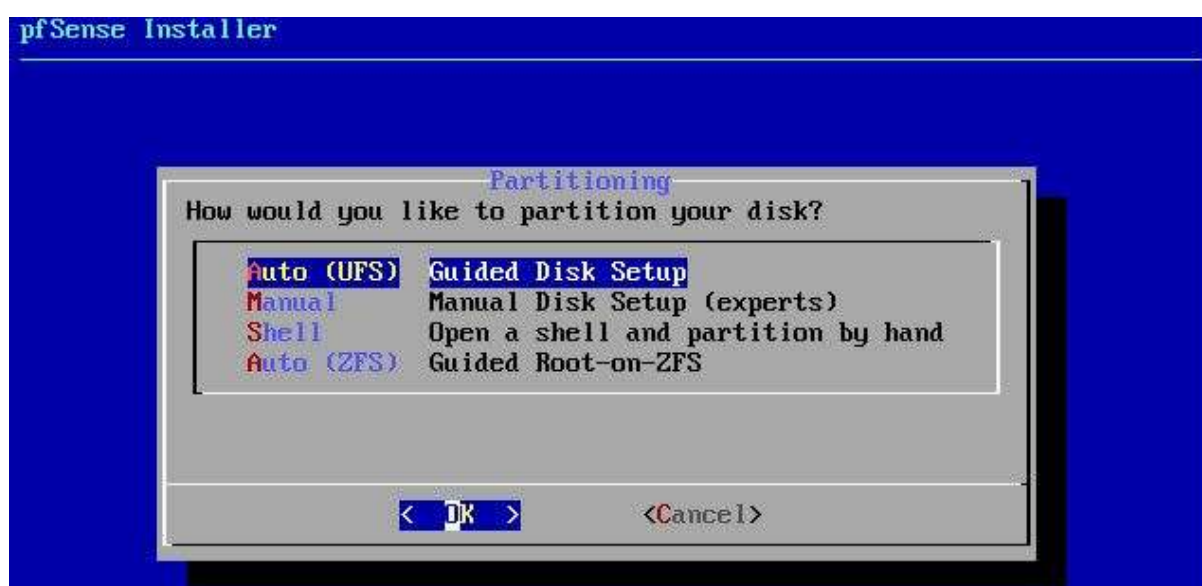 pfSense Installer
Partitioning
How would you like to partition your disk?
Auto (UFS) Guided Disk Setup
Manual Manual Disk Setup (experts)
Shell Open a shell and partition by hand
Auto (ZFS) Guided Root-on-ZFS
< OK > <Cancel>